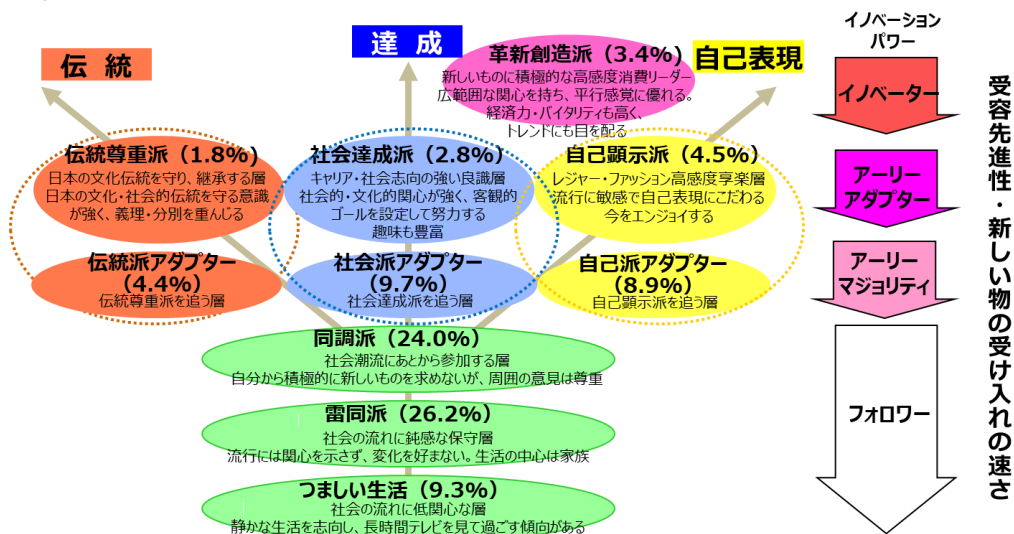 伝 統
達 成
自己表現
革新創造派（3.4%）
新しいものに積極的な高感度消費リーダー
広範囲な関心を持ち、平行感覚に優れる。
経済力・バイタリティも高く、
トレンドにも目を配る
伝統尊重派（1.8%）
日本の文化伝統を守り、継承する層
日本の文化・社会的伝統を守る意識
が強く、義理・分別を重んじる
社会達成派（2.8%）
キャリア・社会志向の強い良識層
社会的・文化的関心が強く、客観的
ゴールを設定して努力する
趣味も豊富
自己顕示派（4.5%）
レジャー・ファッション高感度享楽層
流行に敏感で自己表現にこだわる
今をエンジョイする
伝統派アダプター
（4.4%）
伝統尊重派を追う層
社会派アダプター
（9.7%）
社会達成派を追う層
自己派アダプター
（8.9%）
自己顕示派を追う層
同調派（24.0%）
社会潮流にあとから参加する層
自分から積極的に新しいものを求めないが、周囲の意見は尊重
雷同派（26.2%）
社会の流れに鈍感な保守層
流行には関心を示さず、変化を好まない。生活の中心は家族
つましい生活（9.3%）
社会の流れに低関心な層
静かな生活を志向し、長時間テレビを見て過ごす傾向がある
イノベーション
パワー
イノベーター
アーリー
アダプター
アーリー
マジョリティ
フォロワー
受容先進性・新しい物の受け入れの速さ